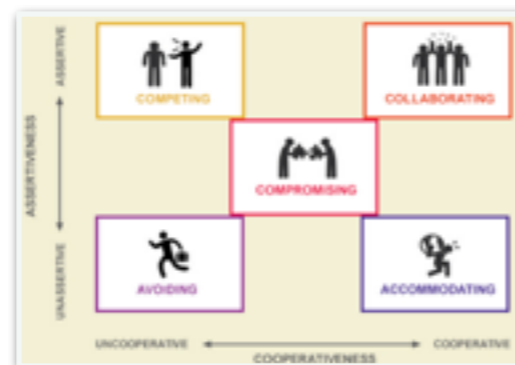 ASSERTIVE
ASSERTIVENESS
UNASSERTIVE
COMPETING
COLLABORATING
COMPROMISING
AVOIDING
ACCOMMODATING
UNCOOPERATIVE
COOPERATIVE
COOPERATIVENESS